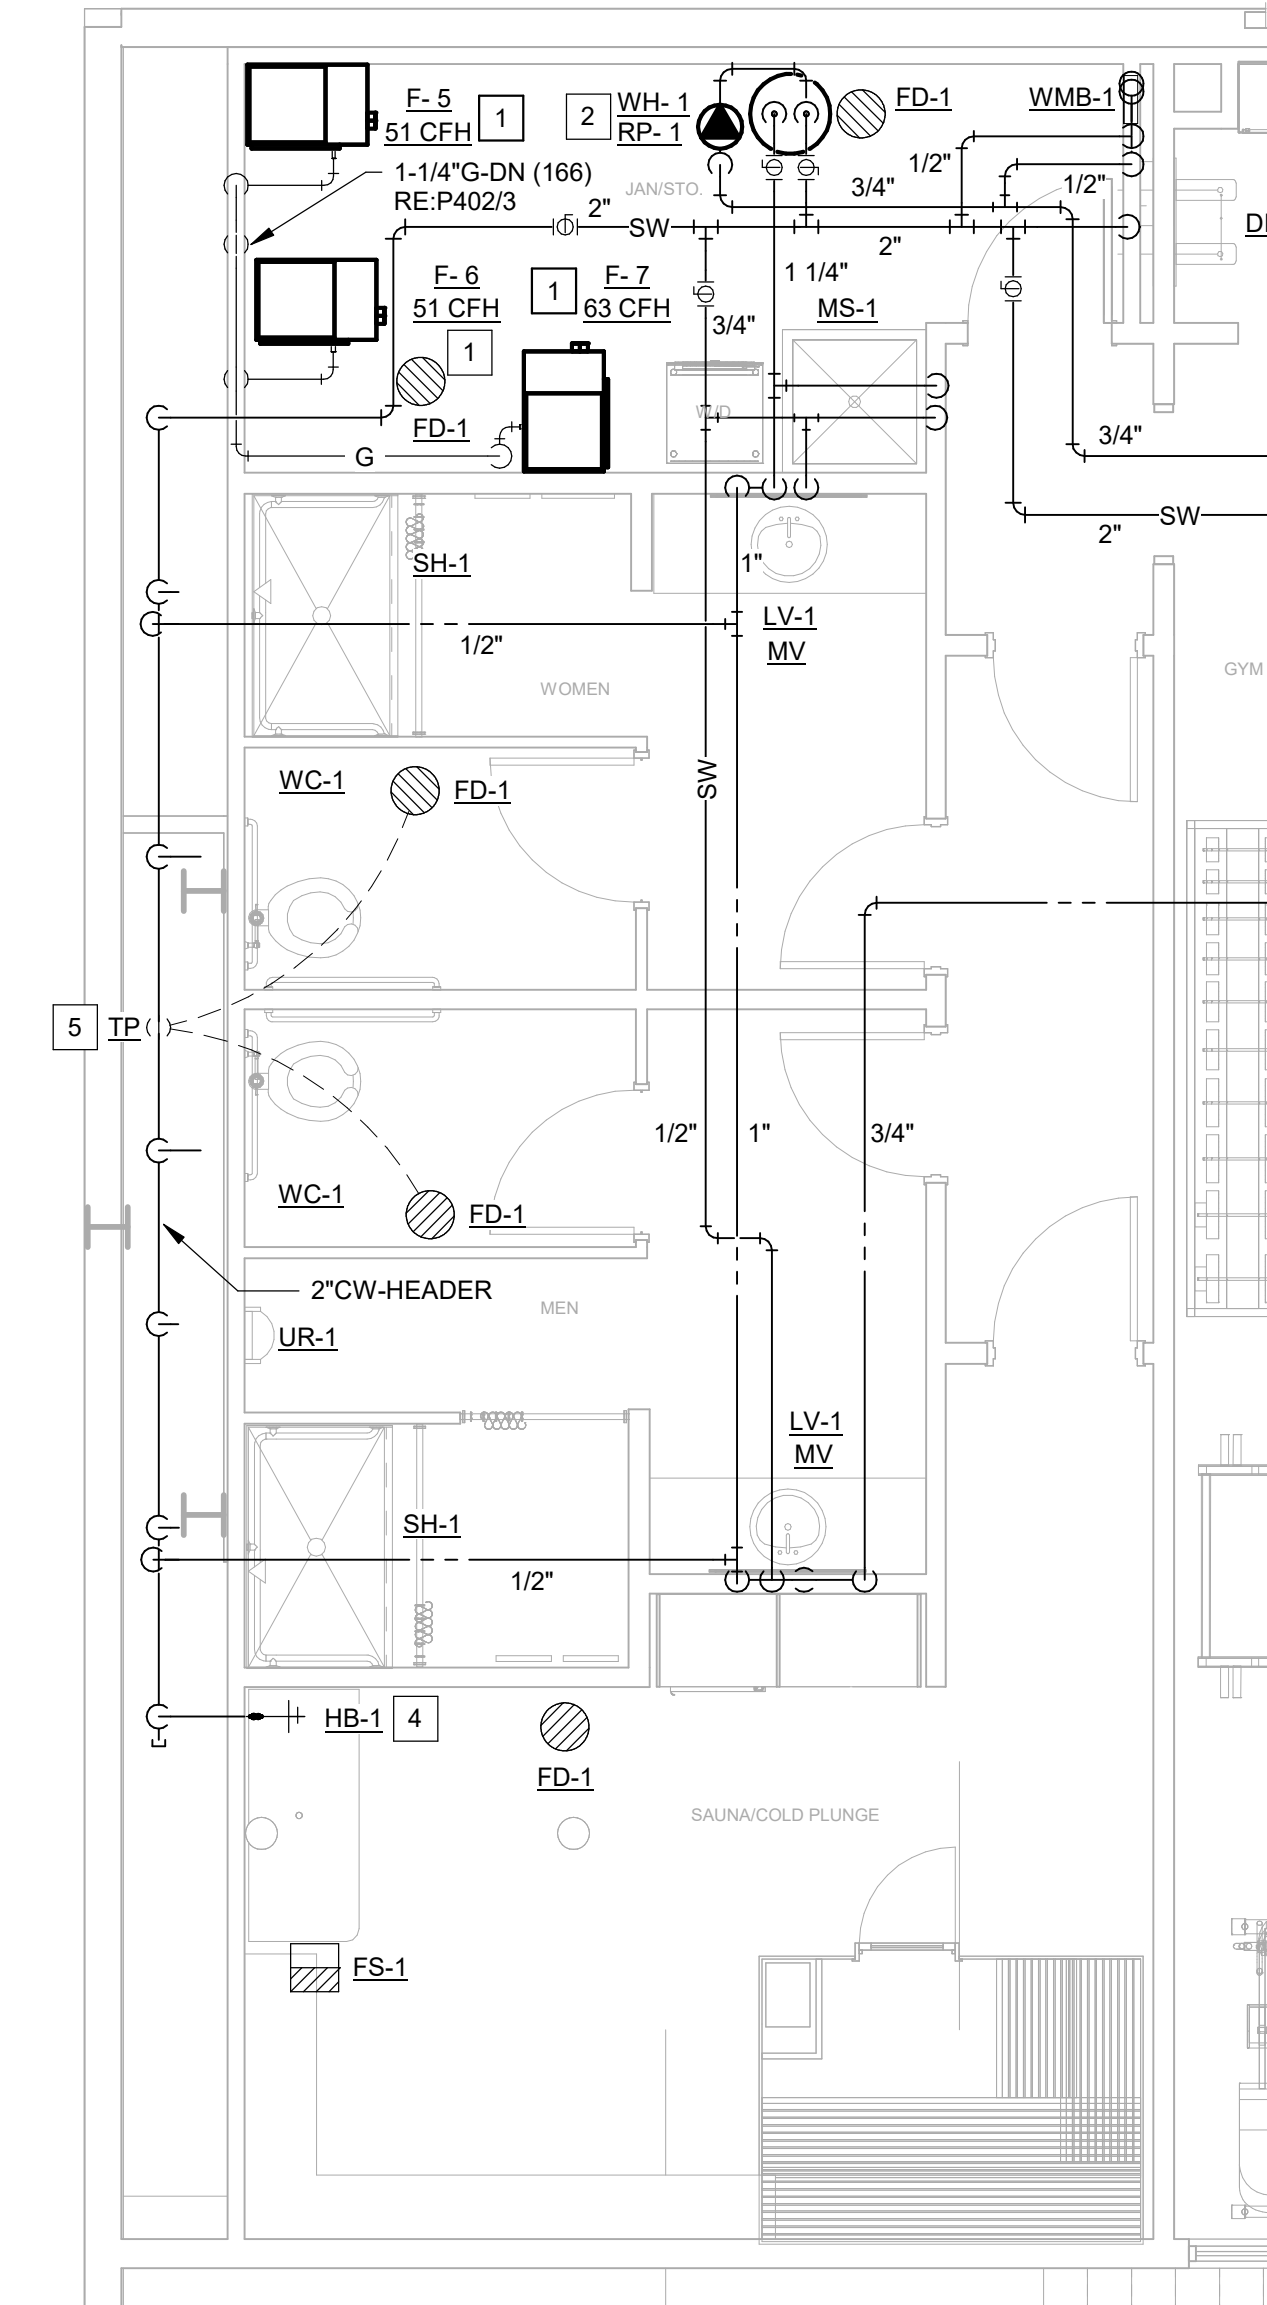 F- 5
51 CFH
1
2
WH- 1
RP- 1
FD-1
WMB-1
1-1/4"G-DN (166)
RE:P402/3
JAN/STO.
1/2"
3/4"
1/2"
2"
SW
2"
F- 6
51 CFH
1
F- 7
63 CFH
1 1/4"
MS-1
3/4"
1
W/D
FD-1
G
3/4"
SW
2"
SH-1
1"
LV-1
MV
1/2"
WOMEN
GYM
WC-1
FD-1
SW
5
TP
1/2"
1"
3/4"
WC-1
FD-1
2"CW-HEADER
MEN
UR-1
LV-1
MV
SH-1
1/2"
HB-1
4
FD-1
SAUNA/COLD PLUNGE
FS-1